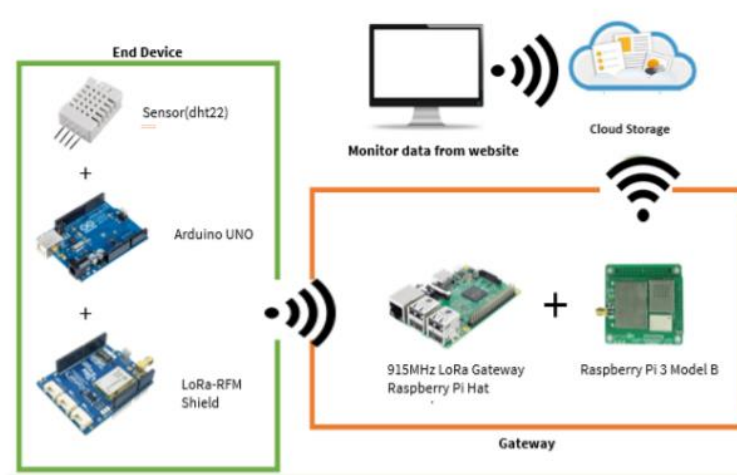 End Device
Sensor(dht22)
+
Arduino UNO
+
LoRa-RFM
Shield
Monitor data from website
Cloud Storage
915MHz LoRa Gateway
Raspberry Pi Hat
+
Raspberry Pi 3 Model B
Gateway